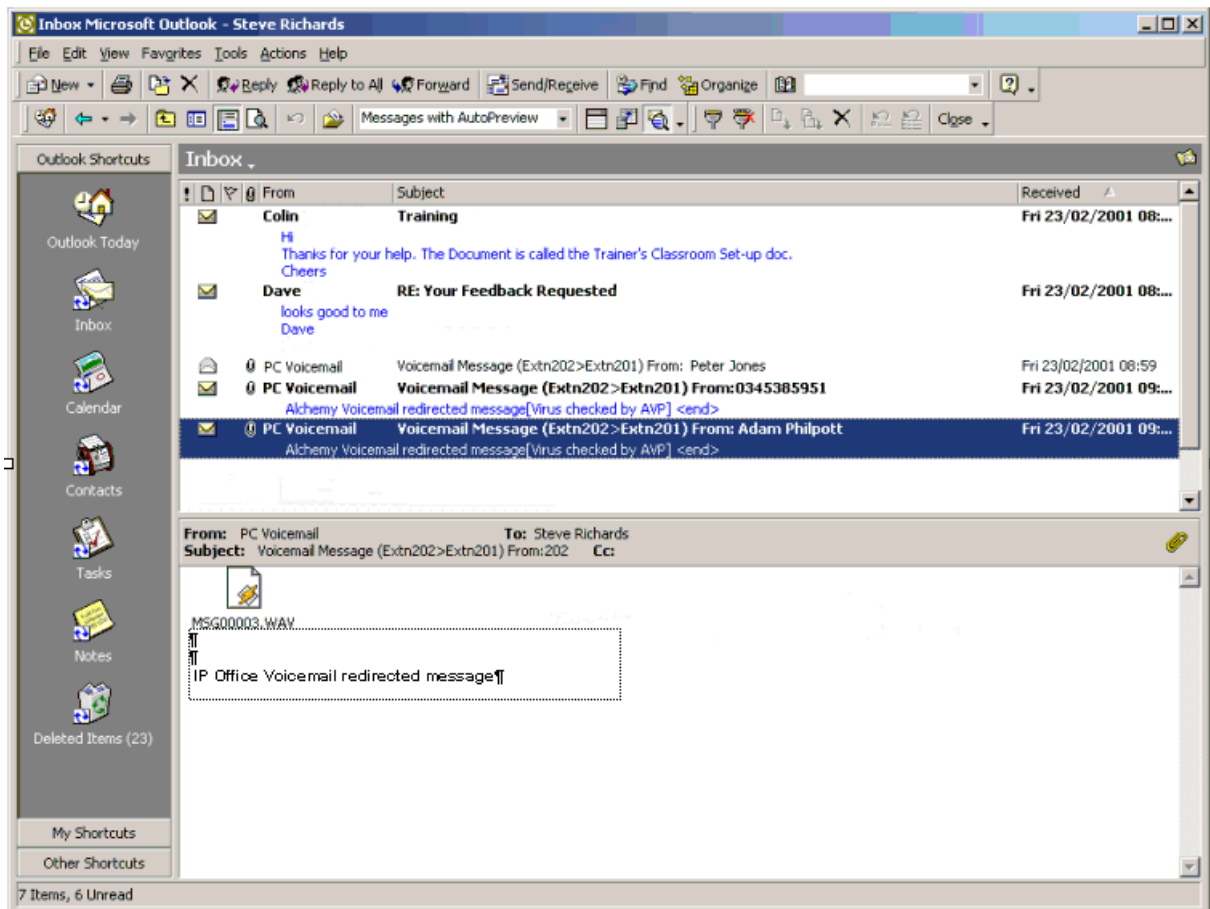 Inbox Microsoft Outlook - Steve Richards
File Edit View Favorites Tools Actions Help
New Reply Reply to All Forward Send/Receive Find Organize
Messages with AutoPreview Close
Outlook Shortcuts
Inbox
! From Subject Received
Colin Training Fri 23/02/2001 08:...
Hi
Thanks for your help. The Document is called the Trainer's Classroom Set-up doc.
Cheers
Dave RE: Your Feedback Requested Fri 23/02/2001 08:...
looks good to me
Dave
PC Voicemail Voicemail Message (Extn202>Extn201) From: Peter Jones Fri 23/02/2001 08:59
PC Voicemail Voicemail Message (Extn202>Extn201) From:0345385951 Fri 23/02/2001 09:...
Alchemy Voicemail redirected message[Virus checked by AVP] <end>
PC Voicemail Voicemail Message (Extn202>Extn201) From: Adam Philpott Fri 23/02/2001 09:...
Alchemy Voicemail redirected message[Virus checked by AVP] <end>
From: PC Voicemail To: Steve Richards
Subject: Voicemail Message (Extn202>Extn201) From:202 Cc:
MSG00003.WAV
¶
¶
IP Office Voicemail redirected message¶
Outlook Today
Inbox
Calendar
Contacts
Tasks
Notes
Deleted Items (23)
My Shortcuts
Other Shortcuts
7 Items, 6 Unread